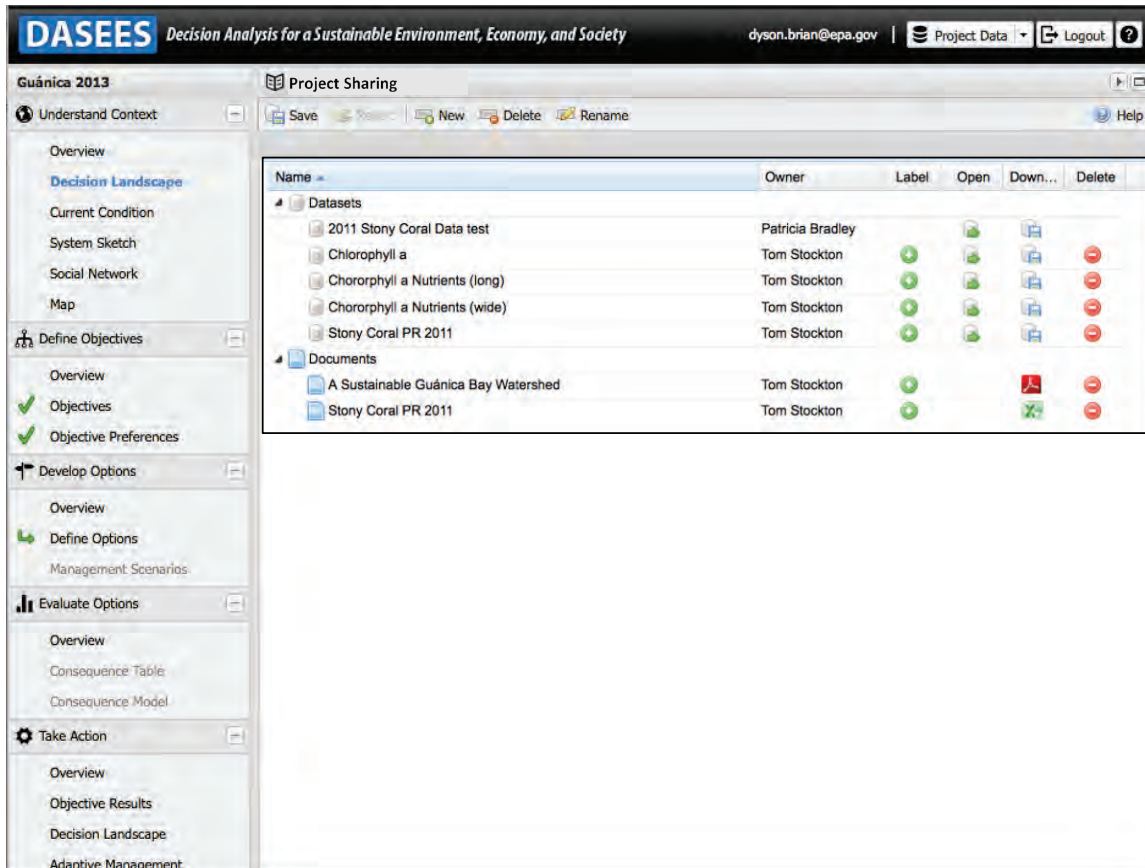 DASEES Decision Analysis for a Sustainable Environment, Economy, and Society dyson.brian@epa.gov | Project Data Logout ?
Guánica 2013
Understand Context
Overview
Decision Landscape
Current Condition
System Sketch
Social Network
Map
Define Objectives
Overview
Objectives
Objective Preferences
Develop Options
Overview
Define Options
Management Scenarios
Evaluate Options
Overview
Consequence Table
Consequence Model
Take Action
Overview
Objective Results
Decision Landscape
Adaptive Management
Project Sharing
Save New Delete Rename Help
Name Owner Label Open Down... Delete
Datasets
2011 Stony Coral Data test Patricia Bradley
Chlorophyll a Tom Stockton
Chororphyll a Nutrients (long) Tom Stockton
Chororphyll a Nutrients (wide) Tom Stockton
Stony Coral PR 2011 Tom Stockton
Documents
A Sustainable Guánica Bay Watershed Tom Stockton
Stony Coral PR 2011 Tom Stockton